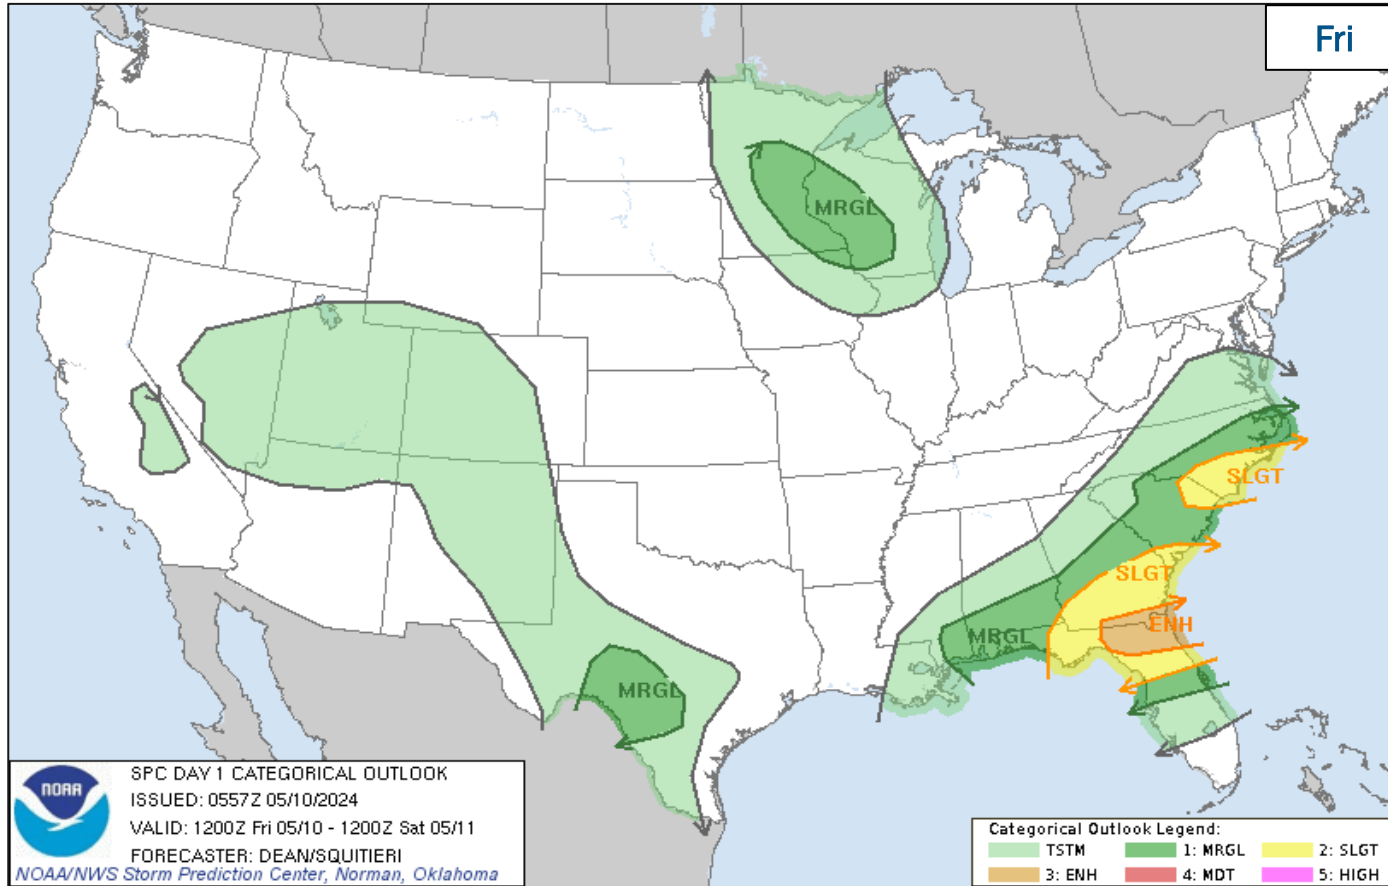 Fri
MRGL
SLGT
SLGT
ENH
MRGL
MRGL
NOAA
SPC DAY 1 CATEGORICAL OUTLOOK
ISSUED: 0557Z 05/10/2024
VALID: 1200Z Fri 05/10 - 1200Z Sat 05/11
FORECASTER: DEAN/SQUITIERI
NOAA/NWS Storm Prediction Center, Norman, Oklahoma
Categorical Outlook Legend:
TSTM 1: MRGL 2: SLGT
3: ENH 4: MDT 5: HIGH